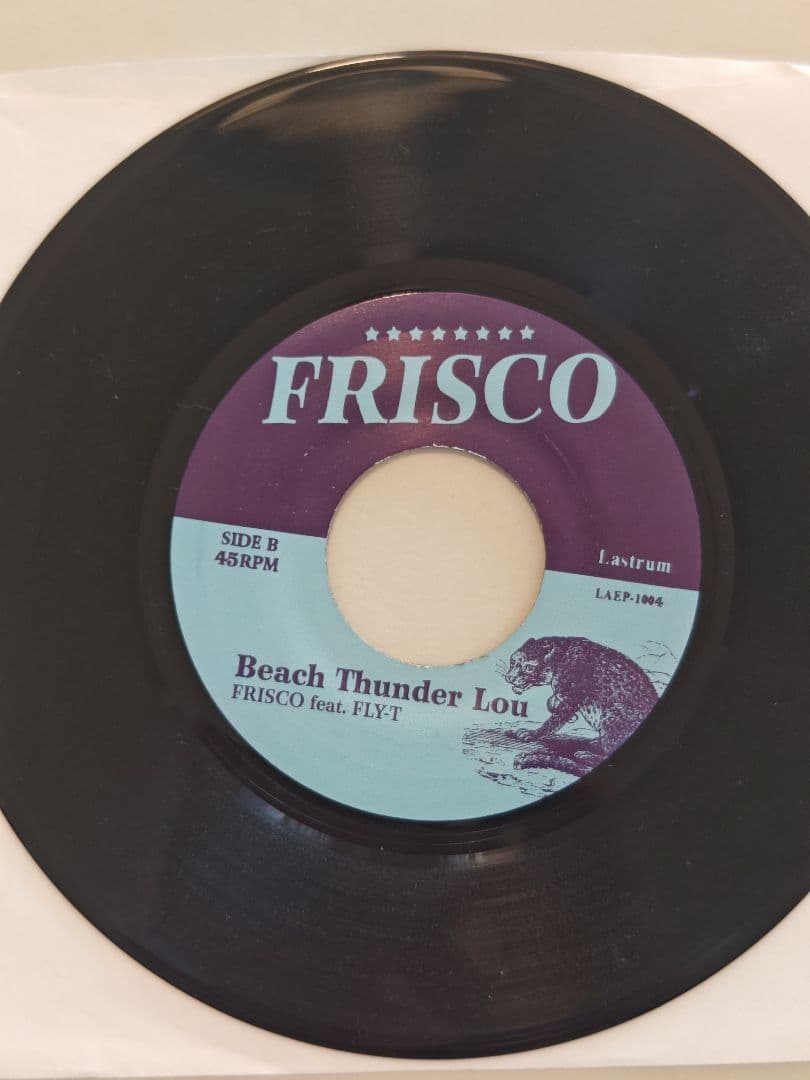 FRISCO
SIDE B
45RPM
Lastrum
LAEP-1004
Beach Thunder Lou
FRISCO feat. FLY-T